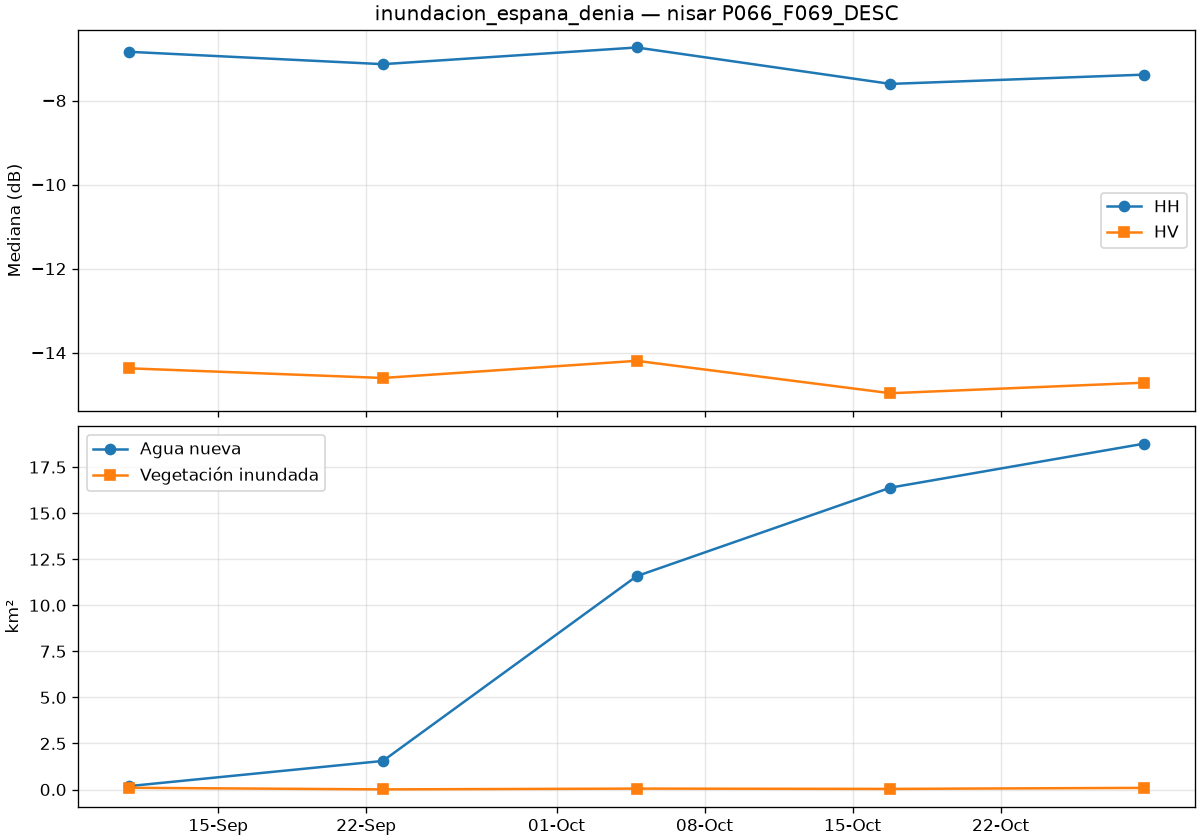 inundacion_espana_denia — nisar P066_F069_DESC
Mediana (dB)
−8
−10
−12
−14
HH
HV
km²
17.5
15.0
12.5
10.0
7.5
5.0
2.5
0.0
Agua nueva
Vegetación inundada
15-Sep
22-Sep
01-Oct
08-Oct
15-Oct
22-Oct